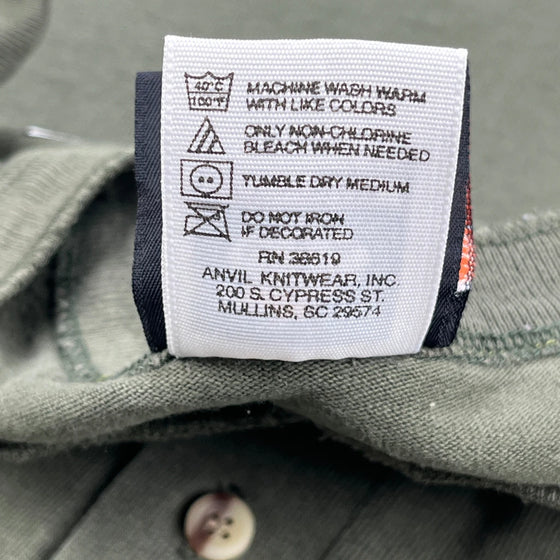 40°C
100°F
MACHINE WASH WARM
WITH LIKE COLORS
ONLY NON-CHLORINE
BLEACH WHEN NEEDED
TUMBLE DRY MEDIUM
DO NOT IRON
IF DECORATED
RN 38619
ANVIL KNITWEAR, INC.
200 S. CYPRESS ST.
MULLINS, SC 29574